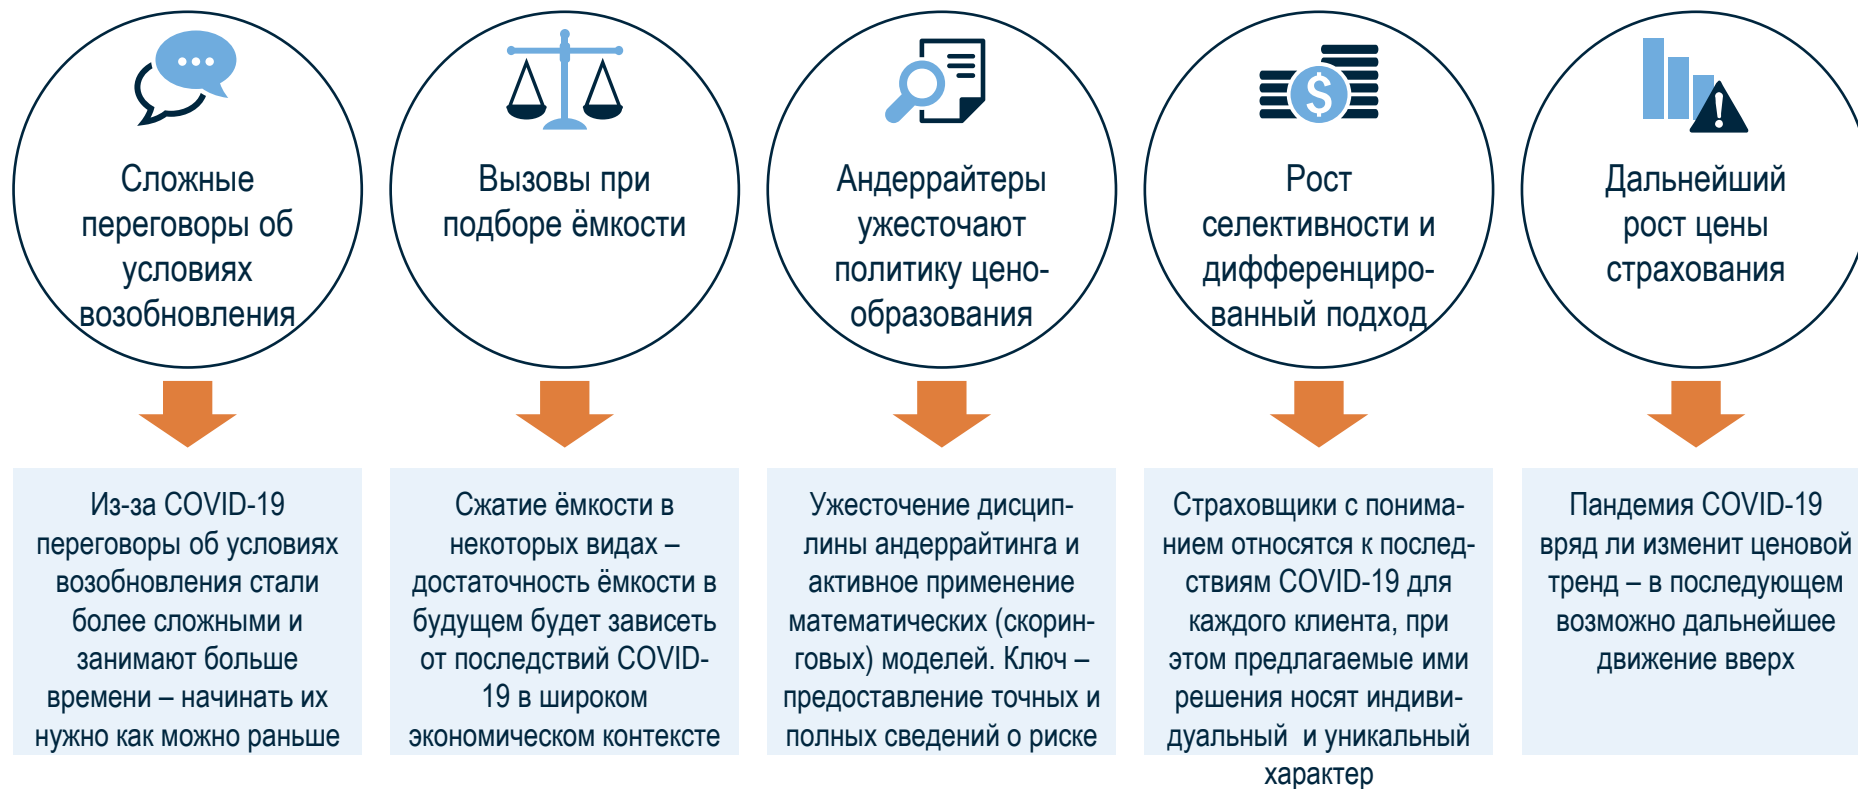 Сложные
переговоры об
условиях
возобновления
Вызовы при
подборе ёмкости
Андеррайтеры
ужесточают
политику цено-
образования
Рост
селективности и
дифференциро-
ванный подход
Дальнейший
рост цены
страхования
Из-за COVID-19
переговоры об условиях
возобновления стали
более сложными и
занимают больше
времени – начинать их
нужно как можно раньше
Сжатие ёмкости в
некоторых видах –
достаточность ёмкости в
будущем будет зависеть
от последствий COVID-
19 в широком
экономическом контексте
Ужесточение дисцип-
лины андеррайтинга и
активное применение
математических (скорин-
говых) моделей. Ключ –
предоставление точных и
полных сведений о риске
Страховщики с понима-
нием относятся к послед-
ствиям COVID-19 для
каждого клиента, при
этом предлагаемые ими
решения носят индиви-
дуальный и уникальный
характер
Пандемия COVID-19
вряд ли изменит ценовой
тренд – в последующем
возможно дальнейшее
движение вверх